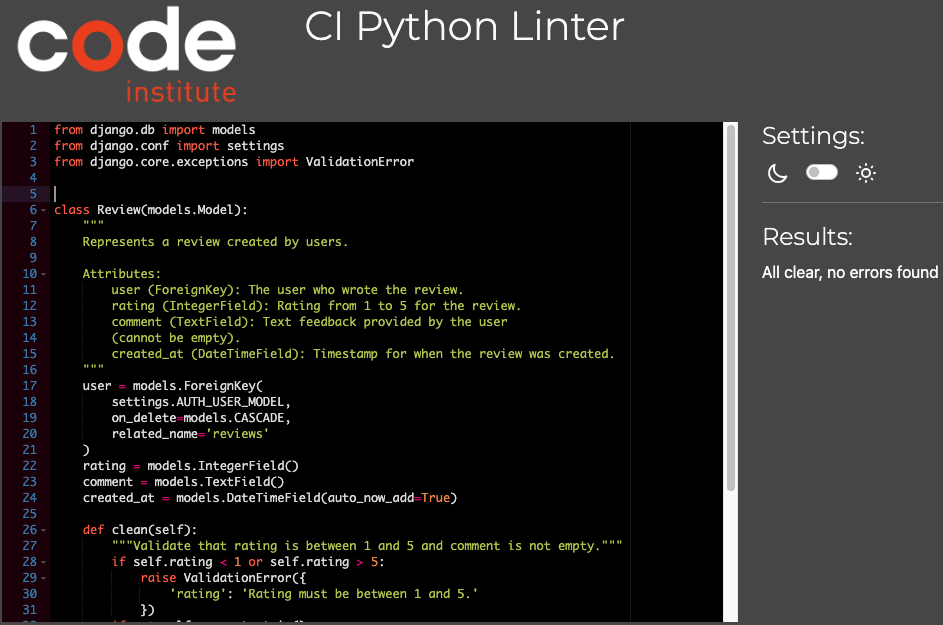 code
institute
CI Python Linter
1 from django.db import models
2 from django.conf import settings
3 from django.core.exceptions import ValidationError
4
5
6 class Review(models.Model):
7     """
8     Represents a review created by users.
9
10     Attributes:
11         user (ForeignKey): The user who wrote the review.
12         rating (IntegerField): Rating from 1 to 5 for the review.
13         comment (TextField): Text feedback provided by the user
14         (cannot be empty).
15         created_at (DateTimeField): Timestamp for when the review was created.
16     """
17     user = models.ForeignKey(
18         settings.AUTH_USER_MODEL,
19         on_delete=models.CASCADE,
20         related_name='reviews'
21     )
22     rating = models.IntegerField()
23     comment = models.TextField()
24     created_at = models.DateTimeField(auto_now_add=True)
25
26     def clean(self):
27         """Validate that rating is between 1 and 5 and comment is not empty."""
28         if self.rating < 1 or self.rating > 5:
29             raise ValidationError({
30                 'rating': 'Rating must be between 1 and 5.'
31             })
Settings:
Results:
All clear, no errors found